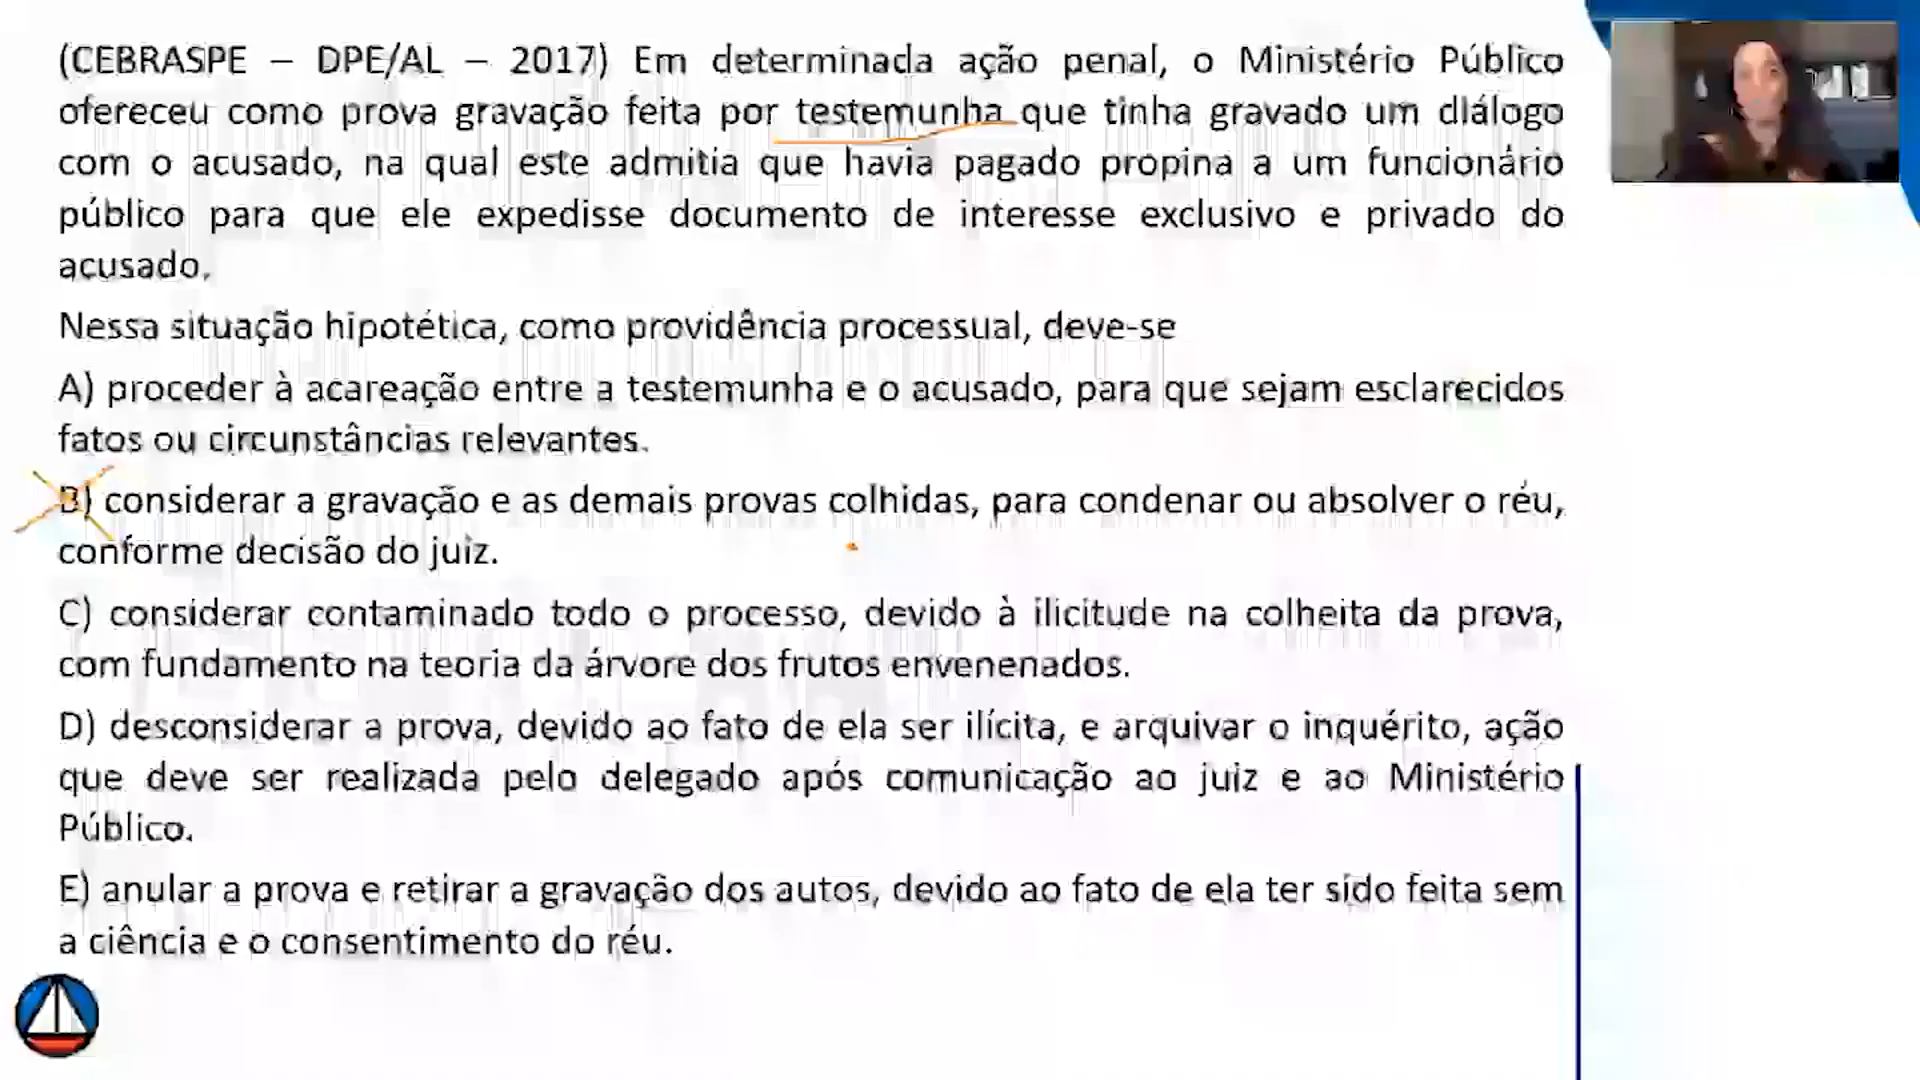 (CEBRASPE – DPE/AL – 2017) Em determinada ação penal, o Ministério Público
ofereceu como prova gravação feita por testemunha que tinha gravado um diálogo
com o acusado, na qual este admitia que havia pagado propina a um funcionário
público para que ele expedisse documento de interesse exclusivo e privado do
acusado.
Nessa situação hipotética, como providência processual, deve-se
A) proceder à acareação entre a testemunha e o acusado, para que sejam esclarecidos
fatos ou circunstâncias relevantes.
B) considerar a gravação e as demais provas colhidas, para condenar ou absolver o réu,
conforme decisão do juiz.
C) considerar contaminado todo o processo, devido à ilicitude na colheita da prova,
com fundamento na teoria da árvore dos frutos envenenados.
D) desconsiderar a prova, devido ao fato de ela ser ilícita, e arquivar o inquérito, ação
que deve ser realizada pelo delegado após comunicação ao juiz e ao Ministério
Público.
E) anular a prova e retirar a gravação dos autos, devido ao fato de ela ter sido feita sem
a ciência e o consentimento do réu.